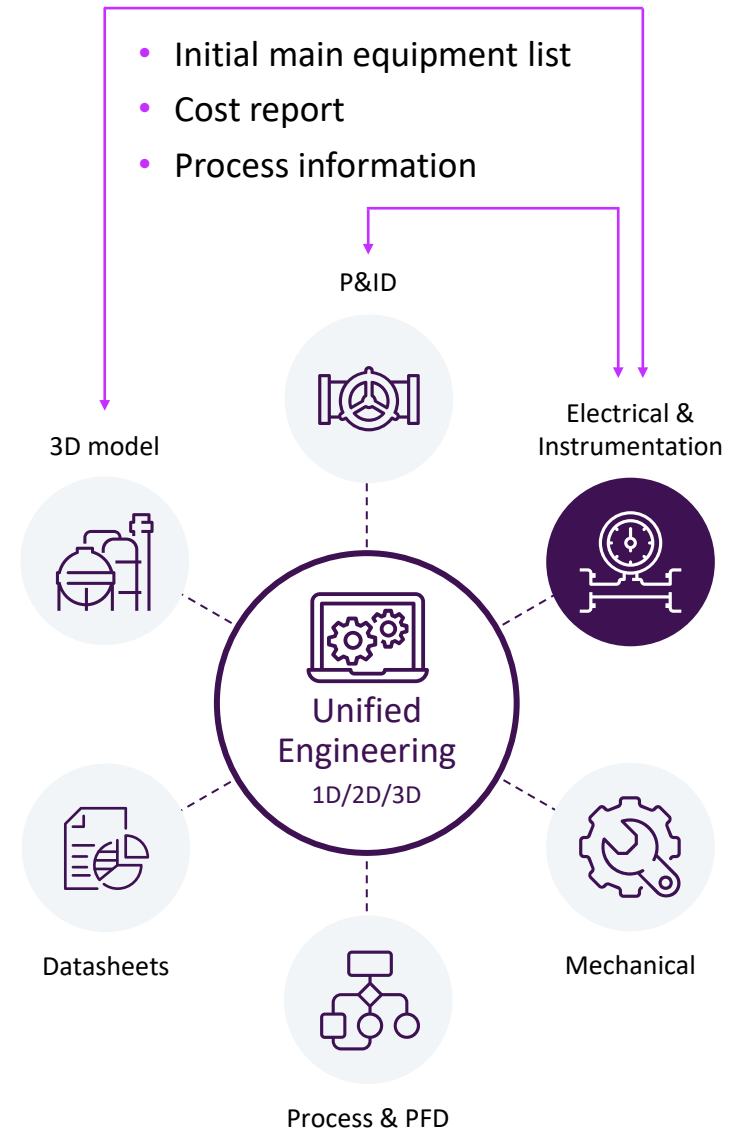 • Initial main equipment list
• Cost report
• Process information
P&ID
Electrical &
Instrumentation
3D model
Unified
Engineering
1D/2D/3D
Datasheets
Mechanical
Process & PFD